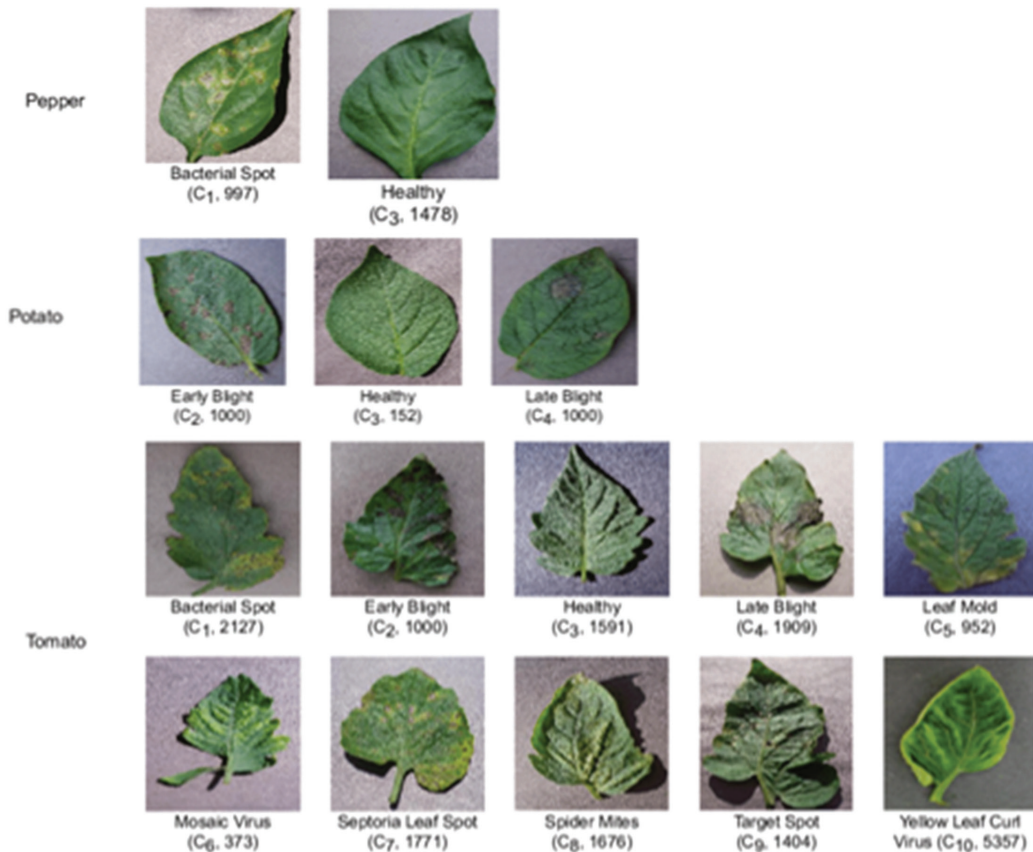 Pepper
Bacterial Spot
(C1, 997)
Healthy
(C3, 1478)
Potato
Early Blight
(C2, 1000)
Healthy
(C3, 152)
Late Blight
(C4, 1000)
Tomato
Bacterial Spot
(C1, 2127)
Early Blight
(C2, 1000)
Healthy
(C3, 1591)
Late Blight
(C4, 1909)
Leaf Mold
(C5, 952)
Mosaic Virus
(C6, 373)
Septoria Leaf Spot
(C7, 1771)
Spider Mites
(C8, 1676)
Target Spot
(C9, 1404)
Yellow Leaf Curl
Virus (C10, 5357)